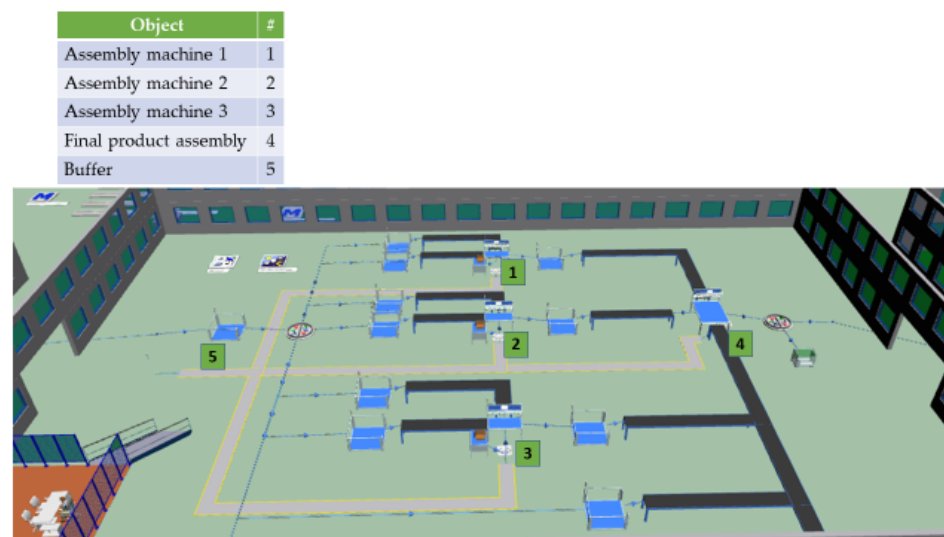 Object #
Assembly machine 1 1
Assembly machine 2 2
Assembly machine 3 3
Final product assembly 4
Buffer 5
M
M
1
2
5
4
3